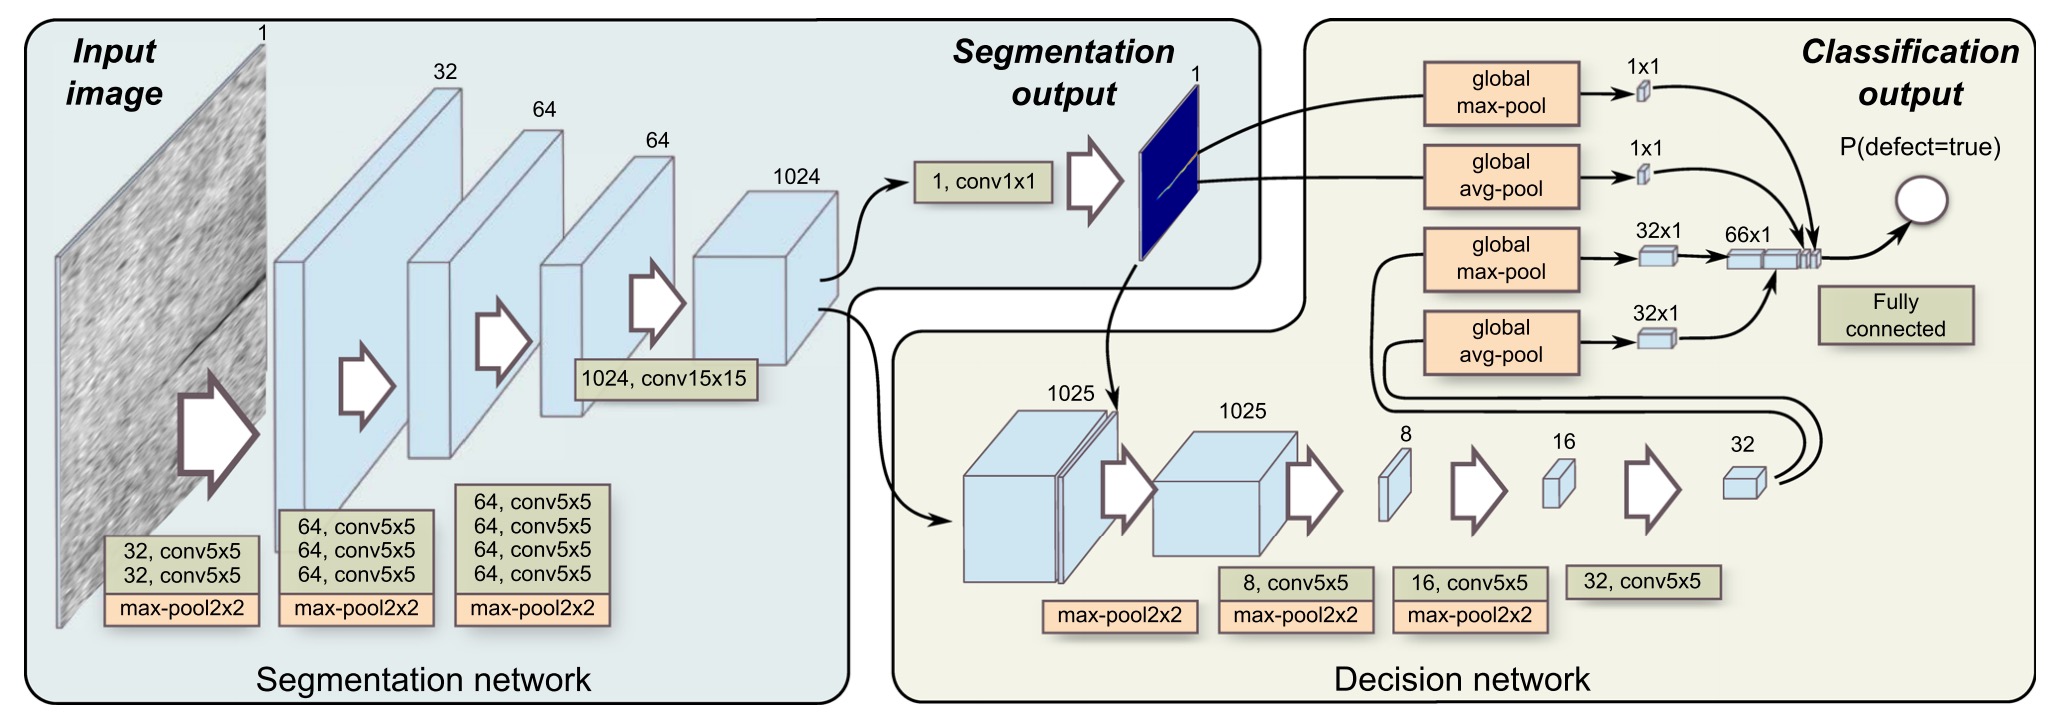 Input
image
1
32
64
64
1024
1024, conv15x15
32, conv5x5
32, conv5x5
max-pool2x2
64, conv5x5
64, conv5x5
64, conv5x5
max-pool2x2
64, conv5x5
64, conv5x5
64, conv5x5
64, conv5x5
max-pool2x2
Segmentation
output
1, conv1x1
1
Segmentation network
Classification
output
P(defect=true)
global
max-pool
1x1
global
avg-pool
1x1
global
max-pool
32x1
66x1
global
avg-pool
32x1
Fully
connected
1025
1025
8
16
32
max-pool2x2
8, conv5x5
max-pool2x2
16, conv5x5
max-pool2x2
32, conv5x5
Decision network